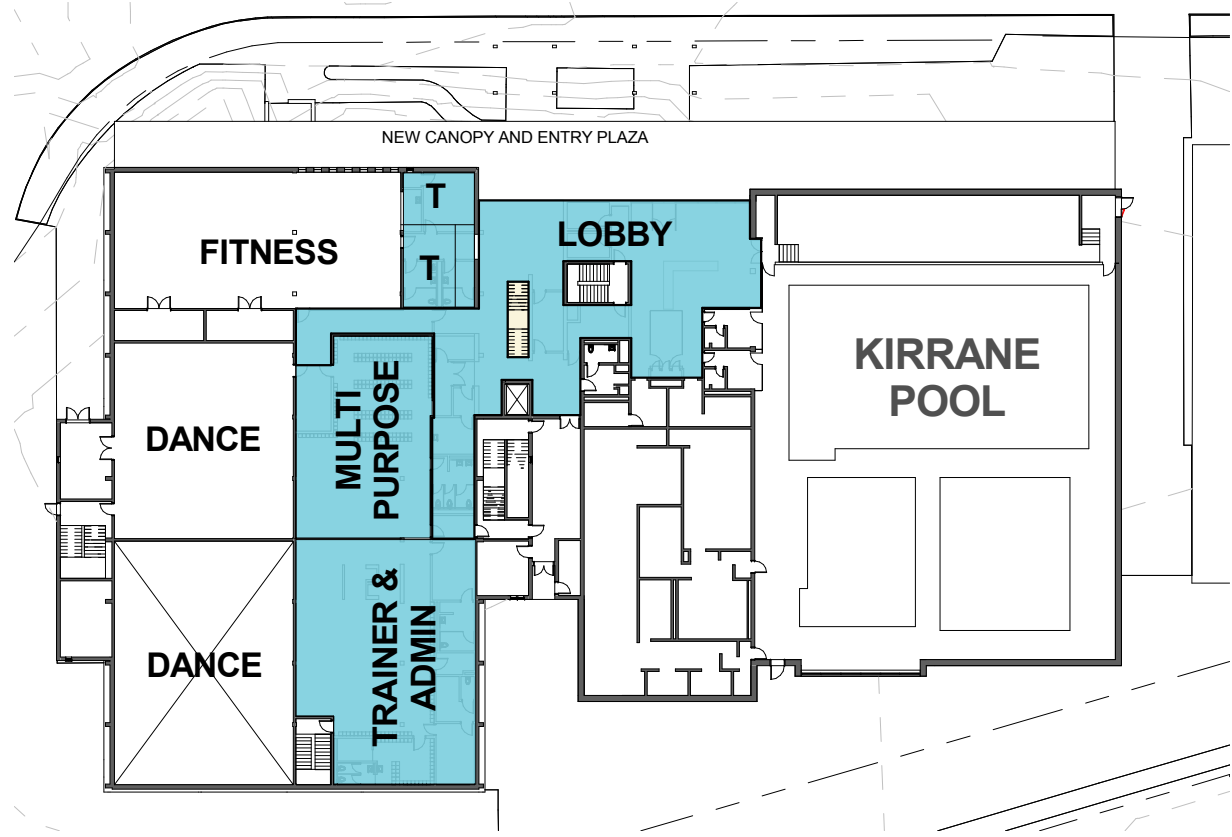 NEW CANOPY AND ENTRY PLAZA
T
LOBBY
FITNESS
T
KIRRANE
POOL
DANCE
MULTI
PURPOSE
DANCE
TRAINER &
ADMIN